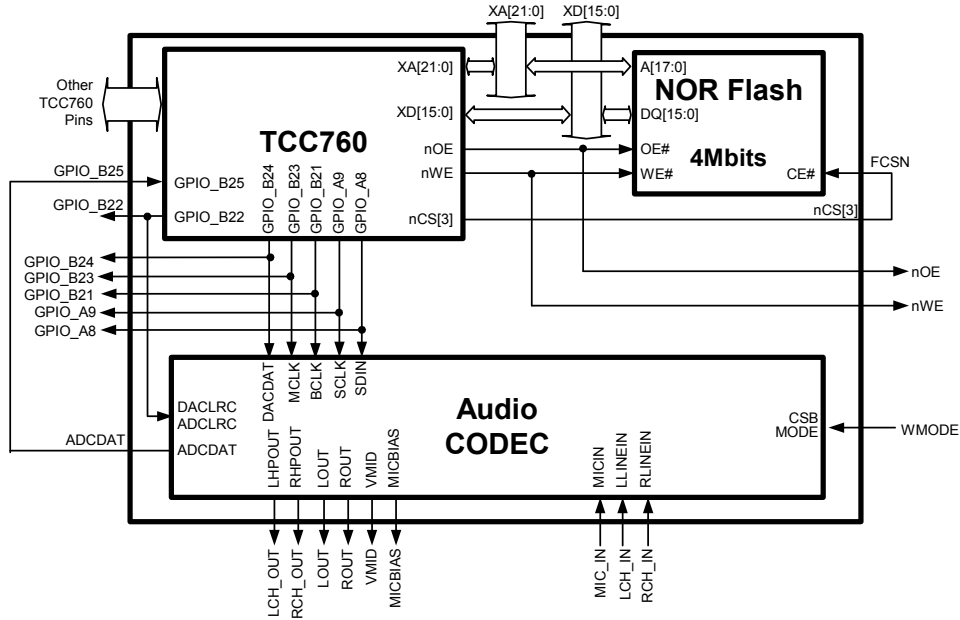 XA[21:0]
XD[15:0]
Other
TCC760
Pins
XA[21:0]
XD[15:0]
TCC760
nOE
nWE
nCS[3]
GPIO_B25
GPIO_B22
GPIO_B24
GPIO_B23
GPIO_B21
GPIO_A9
GPIO_A8
A[17:0]
NOR Flash
DQ[15:0]
OE#
4Mbits
WE#
CE#
FCSN
nCS[3]
GPIO_B25
GPIO_B22
GPIO_B24
GPIO_B23
GPIO_B21
GPIO_A9
GPIO_A8
nOE
nWE
DACDAT
MCLK
BCLK
SCLK
SDIN
DACLRC
ADCLRC
ADCDAT
ADCDAT
Audio
CODEC
CSB
MODE
WMODE
LHPOUT
RHPOUT
LOUT
ROUT
VMID
MICBIAS
MICIN
LLINEIN
RLINEIN
LCH_OUT
RCH_OUT
LOUT
ROUT
VMID
MICBIAS
MIC_IN
LCH_IN
RCH_IN